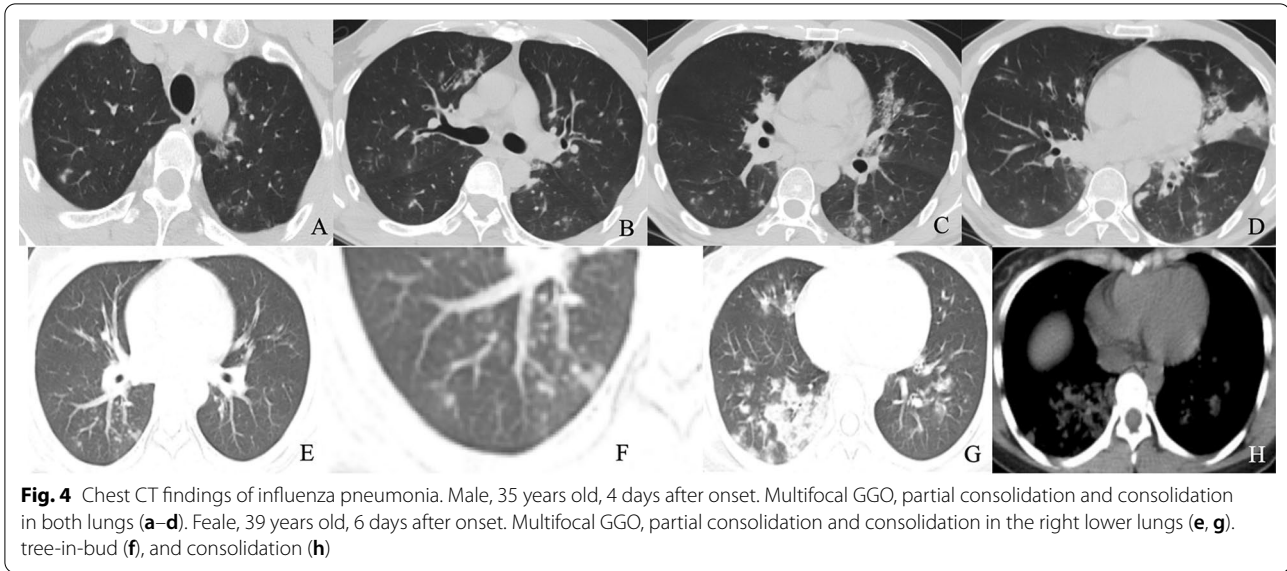 A
B
C
D
E
F
G
H
Fig. 4 Chest CT findings of influenza pneumonia. Male, 35 years old, 4 days after onset. Multifocal GGO, partial consolidation and consolidation
in both lungs (a–d). Feale, 39 years old, 6 days after onset. Multifocal GGO, partial consolidation and consolidation in the right lower lungs (e, g).
tree-in-bud (f), and consolidation (h)